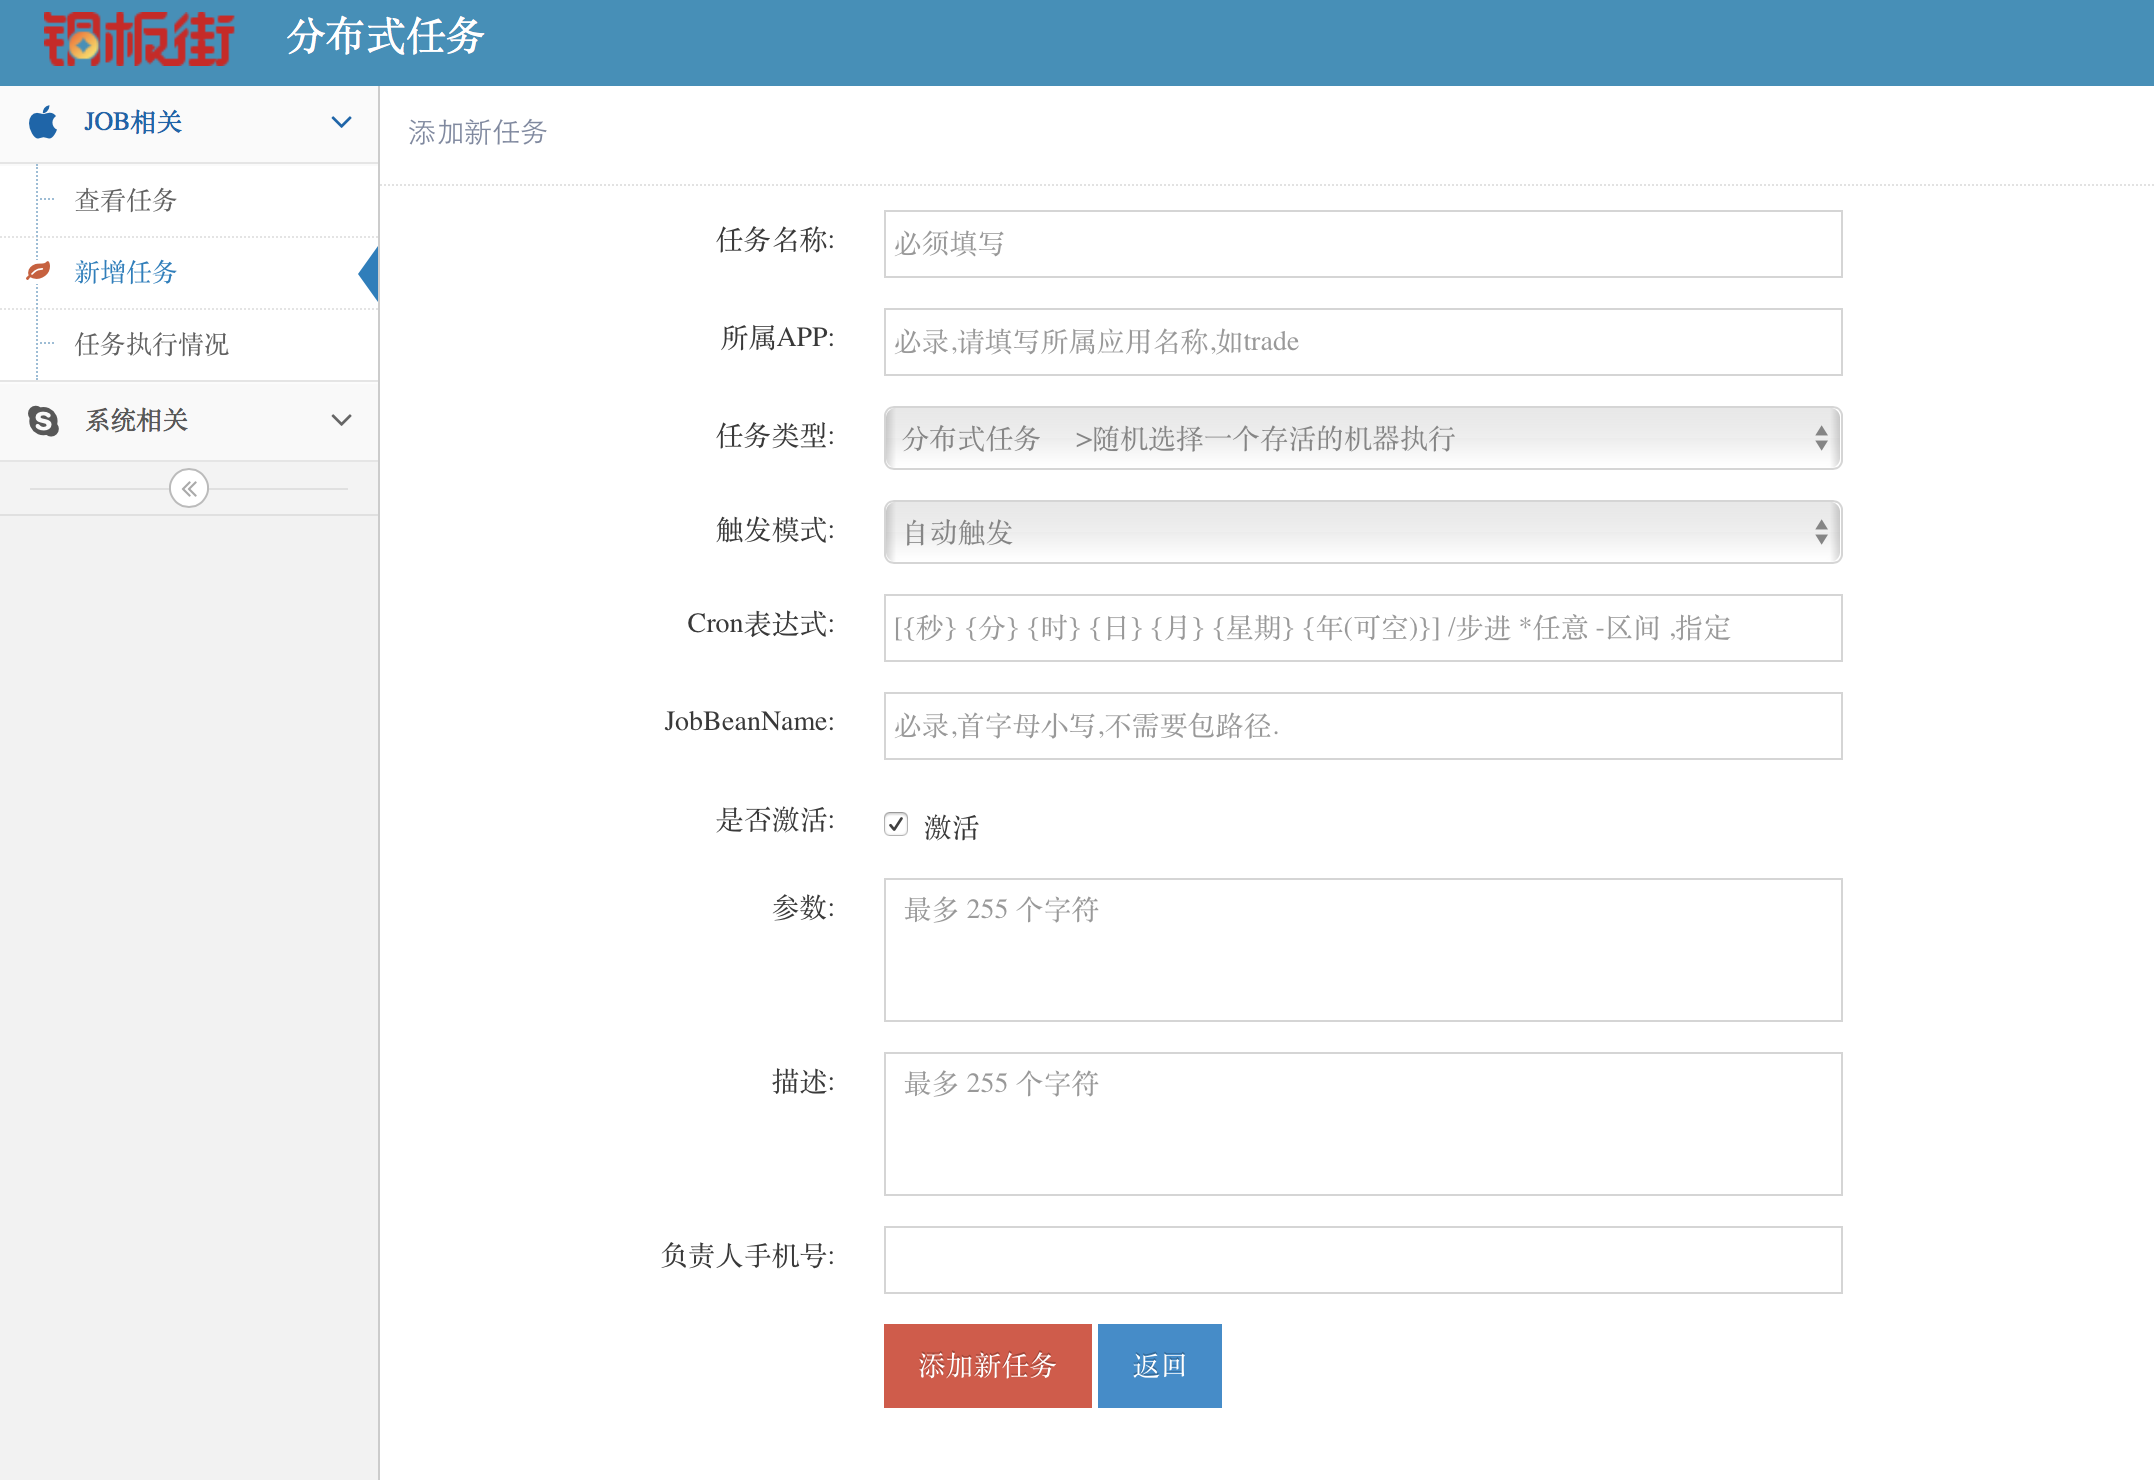 铜板街 分布式任务
JOB相关
查看任务
新增任务
任务执行情况
系统相关
添加新任务
任务名称: 必须填写
所属APP: 必录,请填写所属应用名称,如trade
任务类型: 分布式任务 >随机选择一个存活的机器执行
触发模式: 自动触发
Cron表达式: [{秒} {分} {时} {日} {月} {星期} {年(可空)}] /步进 *任意 -区间 ,指定
JobBeanName: 必录,首字母小写,不需要包路径.
是否激活: 激活
参数: 最多 255 个字符
描述: 最多 255 个字符
负责人手机号:
添加新任务 返回